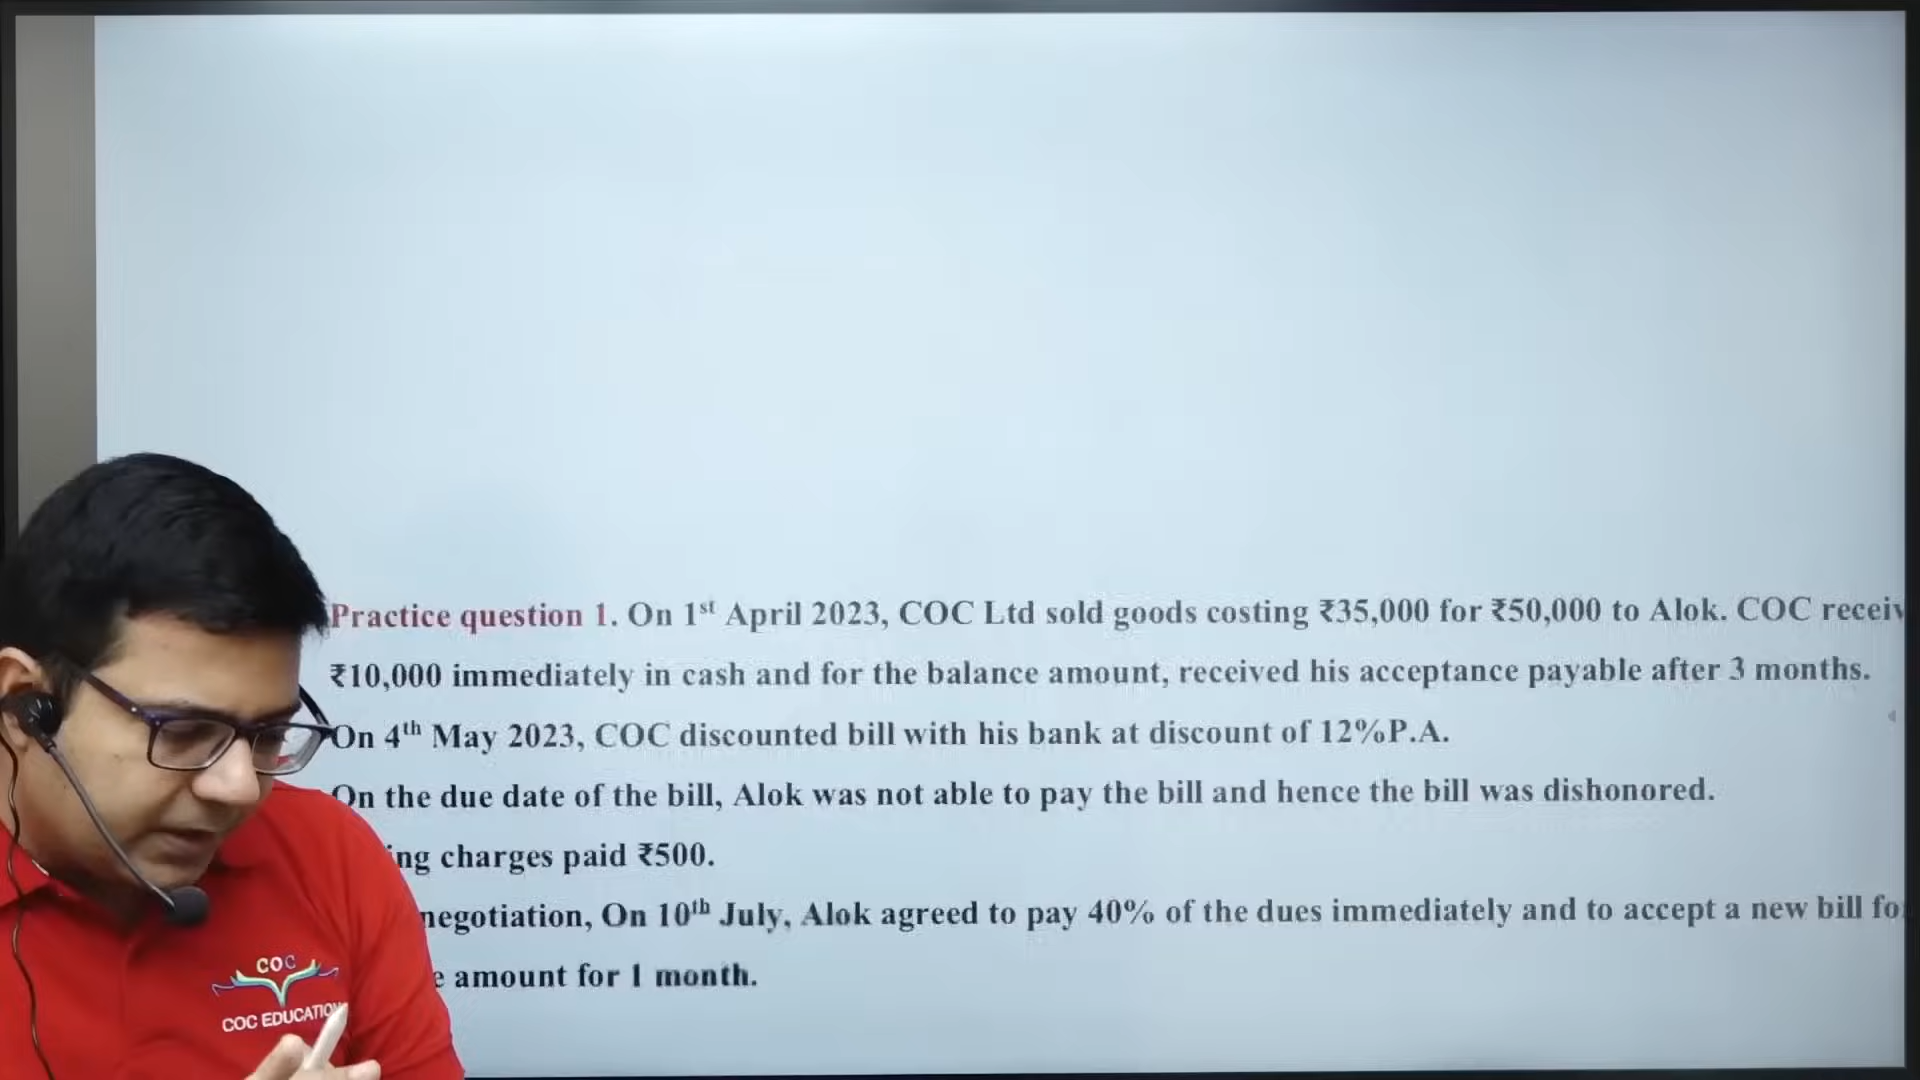 Practice question 1. On 1st April 2023, COC Ltd sold goods costing ₹35,000 for ₹50,000 to Alok. COC receiv
₹10,000 immediately in cash and for the balance amount, received his acceptance payable after 3 months.
On 4th May 2023, COC discounted bill with his bank at discount of 12%P.A.
On the due date of the bill, Alok was not able to pay the bill and hence the bill was dishonored.
ing charges paid ₹500.
negotiation, On 10th July, Alok agreed to pay 40% of the dues immediately and to accept a new bill fo
e amount for 1 month.
COC
COC EDUCATIO